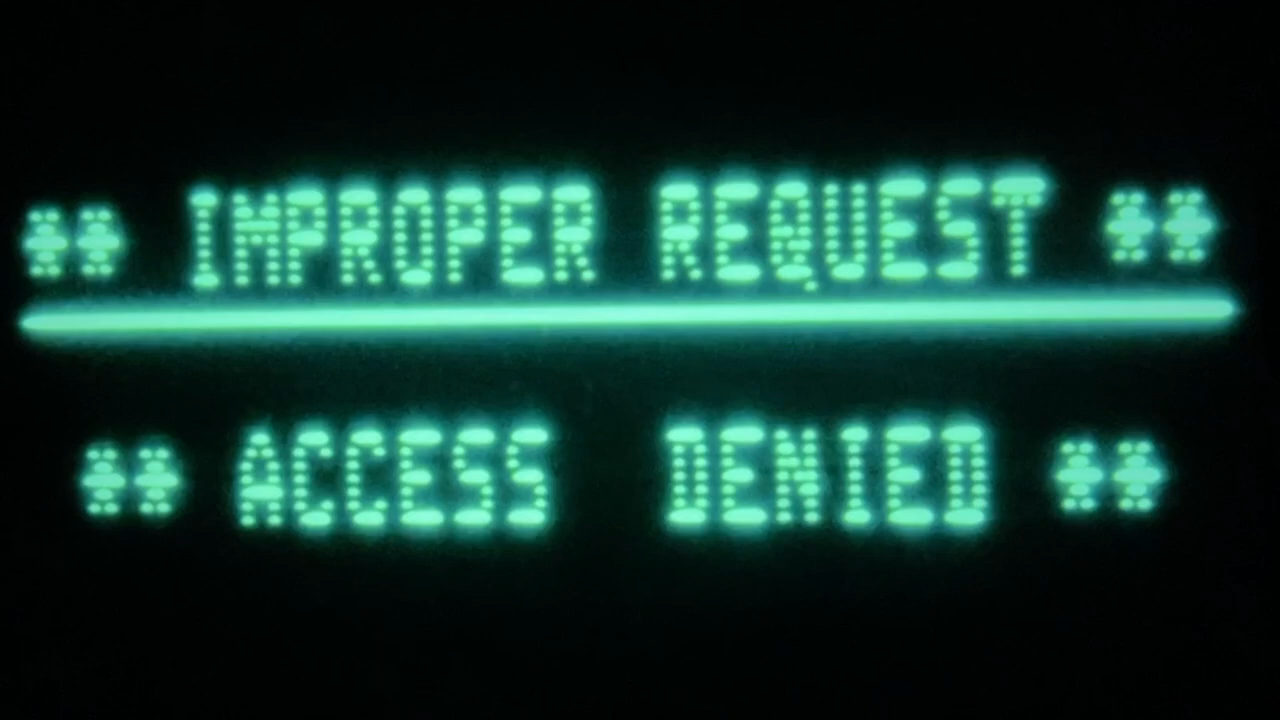 ** IMPROPER REQUEST **
** ACCESS DENIED **